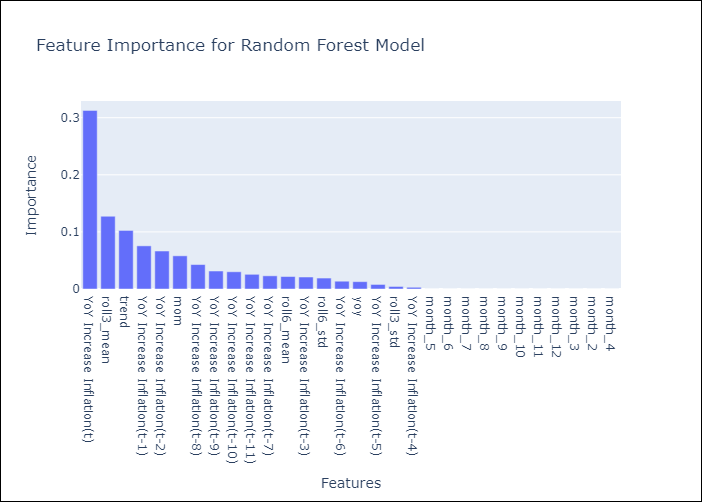 Feature Importance for Random Forest Model
Importance
0.3
0.2
0.1
0
YoY Increase Inflation(t)
roll3_mean
trend
YoY Increase Inflation(t-1)
YoY Increase Inflation(t-2)
mom
YoY Increase Inflation(t-8)
YoY Increase Inflation(t-9)
YoY Increase Inflation(t-10)
YoY Increase Inflation(t-11)
YoY Increase Inflation(t-7)
roll6_mean
YoY Increase Inflation(t-3)
roll6_std
YoY Increase Inflation(t-6)
yoy
YoY Increase Inflation(t-5)
roll3_std
YoY Increase Inflation(t-4)
month_5
month_6
month_7
month_8
month_9
month_10
month_11
month_12
month_3
month_2
month_4
Features